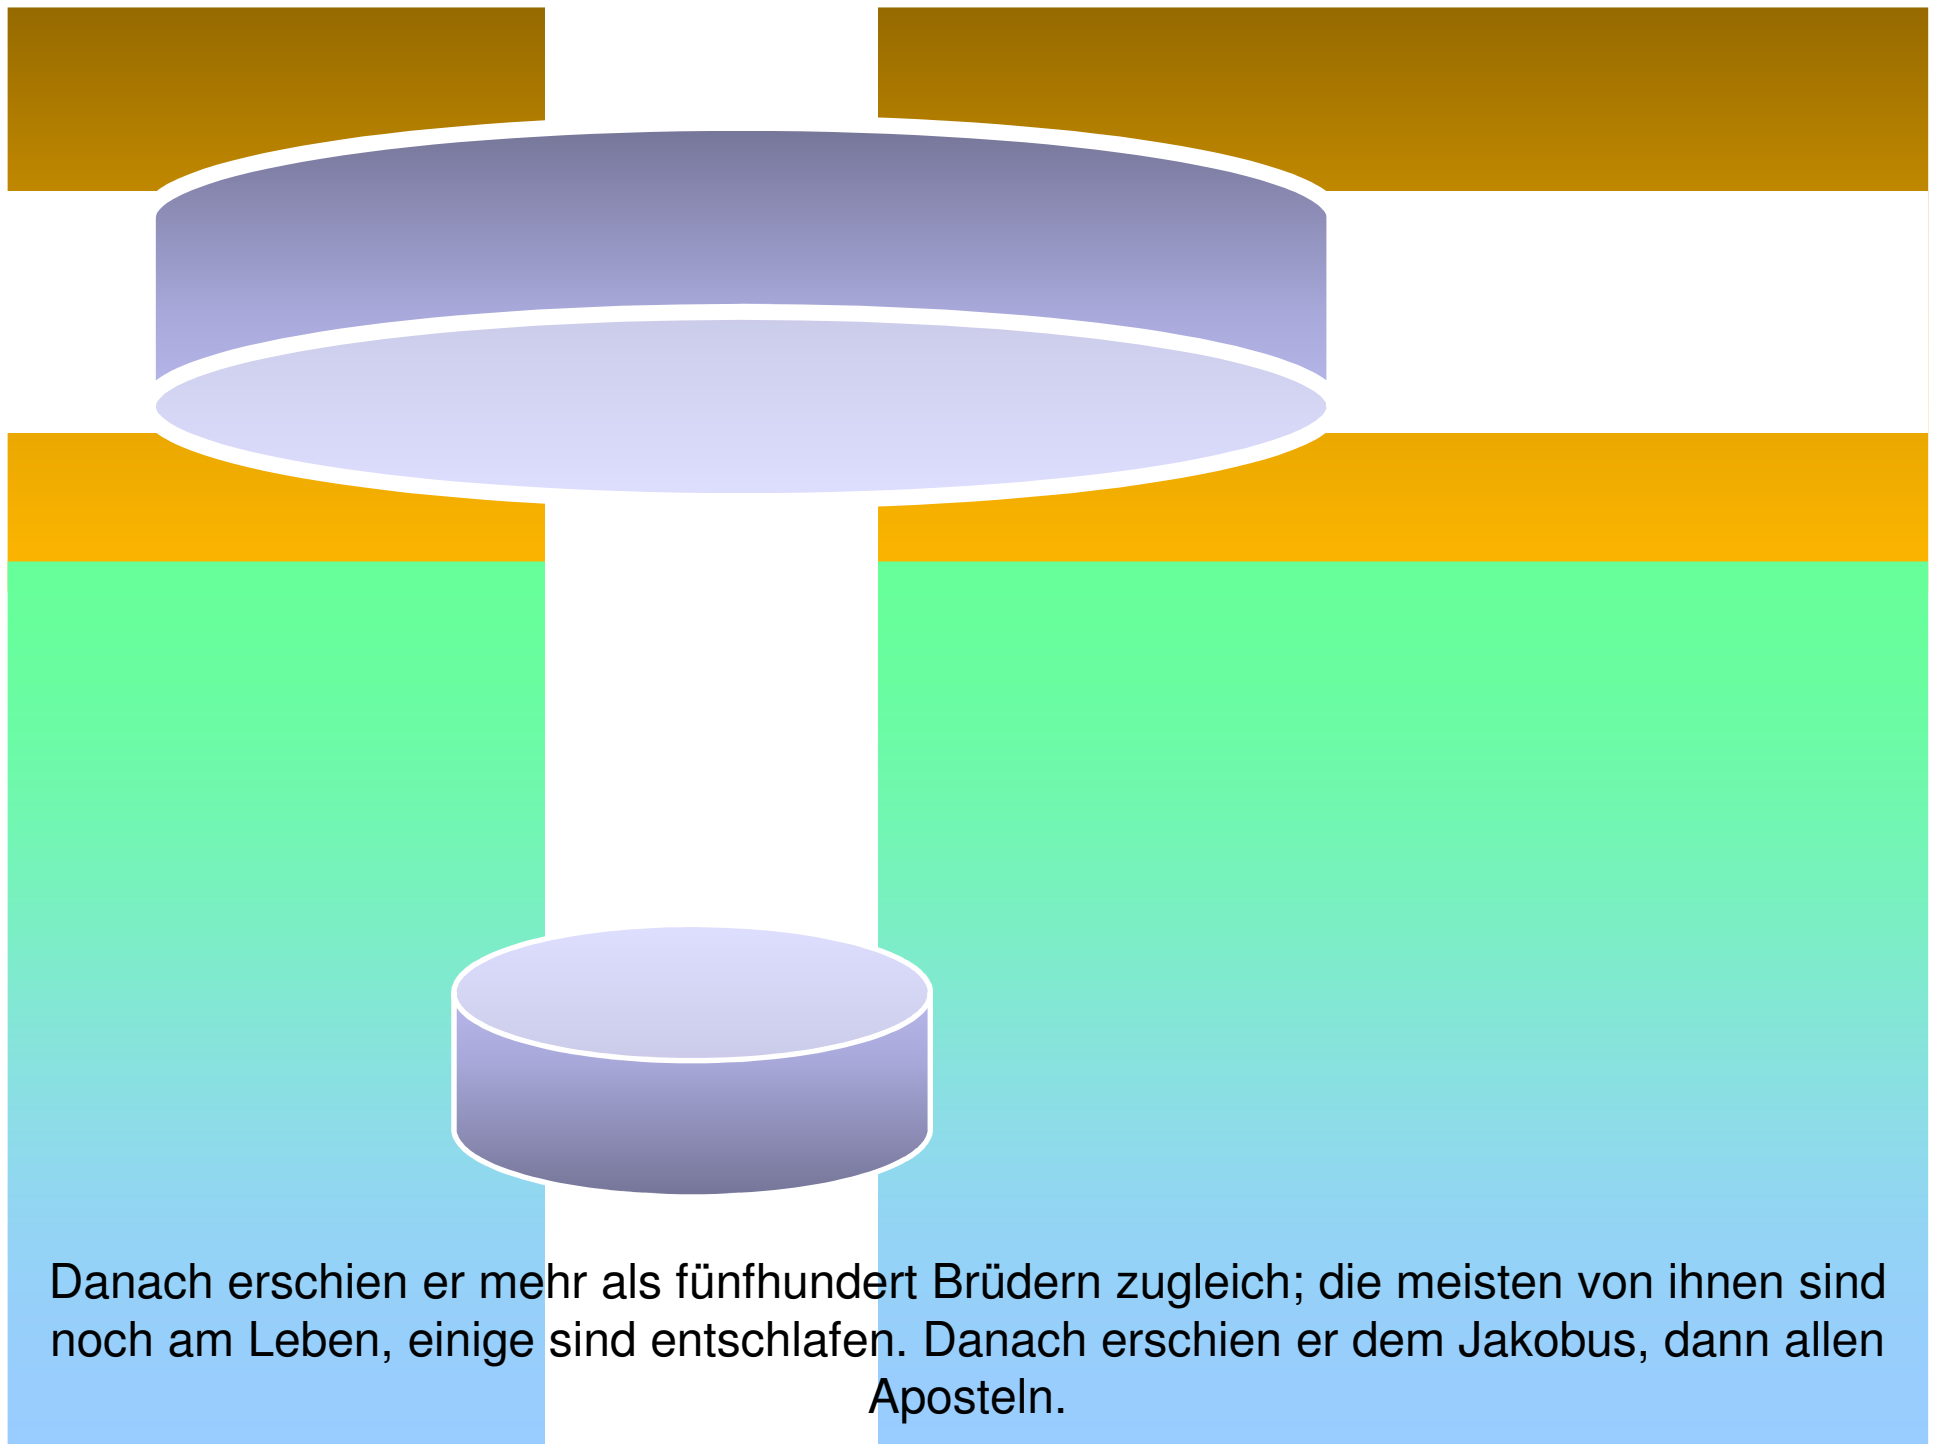 Danach erschien er mehr als fünfhundert Brüdern zugleich; die meisten von ihnen sind
noch am Leben, einige sind entschlafen. Danach erschien er dem Jakobus, dann allen
Aposteln.